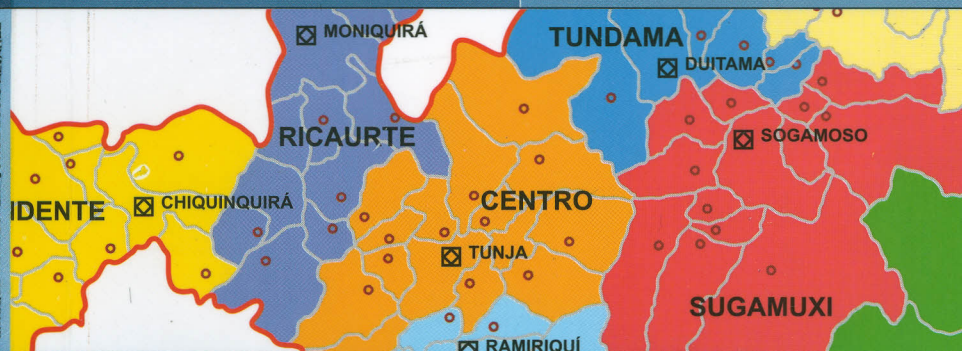 MONIQUIRÁ
TUNDAMA
DUITAMA
RICAURTE
SOGAMOSO
IDENTE
CHIQUINQUIRÁ
CENTRO
TUNJA
SUGAMUXI
RAMIRIQUÍ